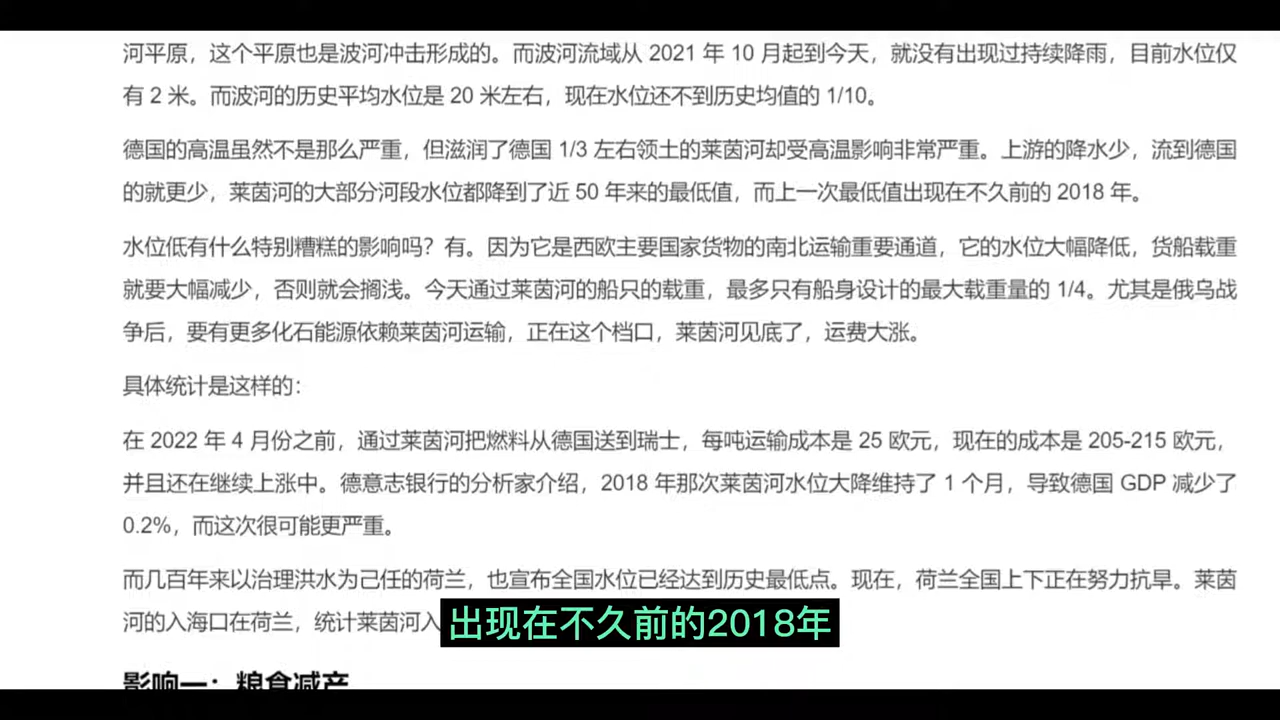 河平原，这个平原也是波河冲击形成的。而波河流域从 2021 年 10 月起到今天，就没有出现过持续降雨，目前水位仅
有 2 米。而波河的历史平均水位是 20 米左右，现在水位还不到历史均值的 1/10。
德国的高温虽然不是那么严重，但滋润了德国 1/3 左右领土的莱茵河却受高温影响非常严重。上游的降水少，流到德国
的就更少，莱茵河的大部分河段水位都降到了近 50 年来的最低值，而上一次最低值出现在不久前的 2018 年。
水位低有什么特别糟糕的影响吗？有。因为它是西欧主要国家货物的南北运输重要通道，它的水位大幅降低，货船载重
就要大幅减少，否则就会搁浅。今天通过莱茵河的船只的载重，最多只有船身设计的最大载重量的 1/4。尤其是俄乌战
争后，要有更多化石能源依赖莱茵河运输，正在这个档口，莱茵河见底了，运费大涨。
具体统计是这样的：
在 2022 年 4 月份之前，通过莱茵河把燃料从德国送到瑞士，每吨运输成本是 25 欧元，现在的成本是 205-215 欧元，
并且还在继续上涨中。德意志银行的分析家介绍，2018 年那次莱茵河水位大降维持了 1 个月，导致德国 GDP 减少了
0.2%，而这次很可能更严重。
而几百年来以治理洪水为己任的荷兰，也宣布全国水位已经达到历史最低点。现在，荷兰全国上下正在努力抗旱。莱茵
河的入海口在荷兰，统计莱茵河入
出现在不久前的2018年
影响一：粮食减产